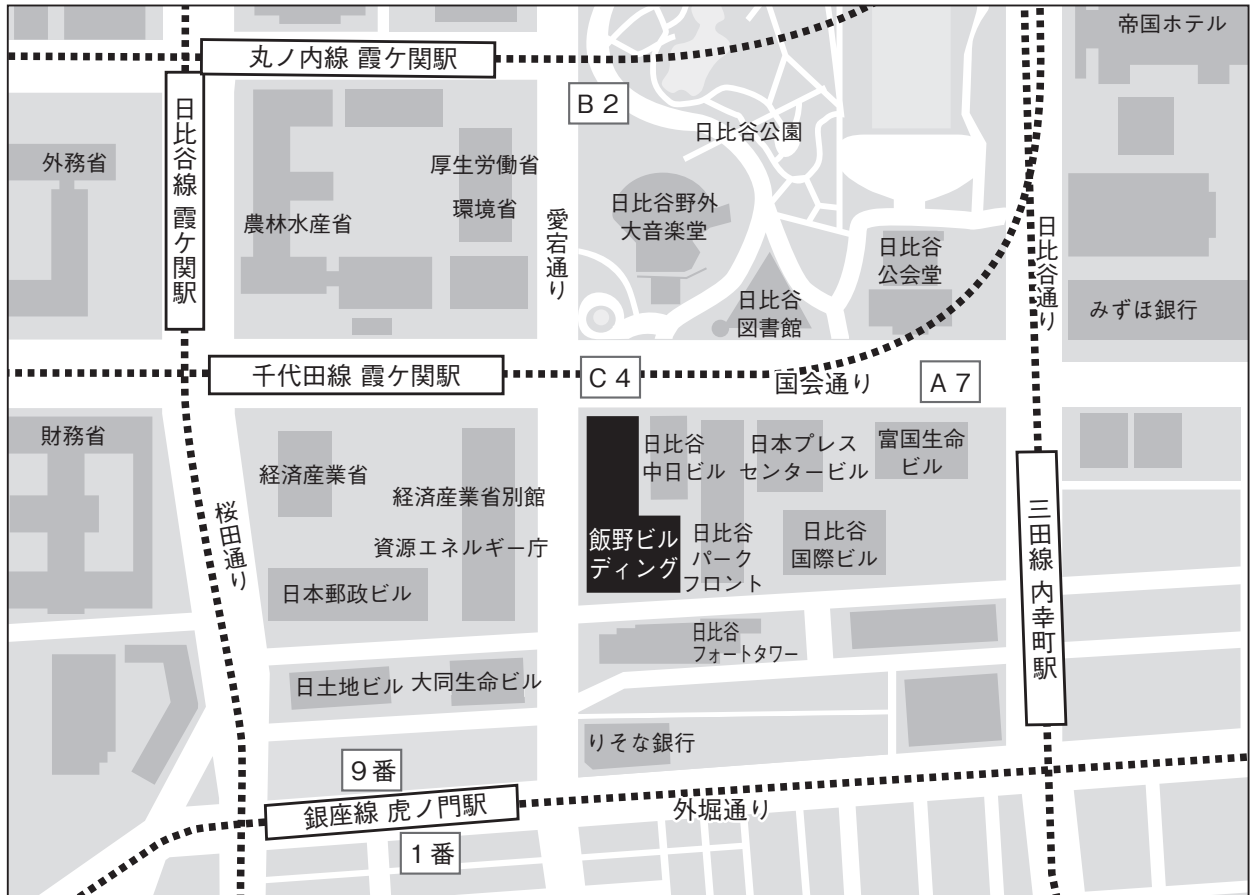 帝国ホテル
丸ノ内線 霞ケ関駅
B2
日比谷公園
日比谷線 霞ケ関駅
外務省
厚生労働省
環境省
農林水産省
愛宕通り
日比谷野外
大音楽堂
日比谷
公会堂
日比谷通り
日比谷
図書館
みずほ銀行
千代田線 霞ケ関駅
C4
国会通り
A7
財務省
経済産業省
経済産業省別館
資源エネルギー庁
日本郵政ビル
桜田通り
飯野ビル
ディング
日比谷
中日ビル
日本プレス
センタービル
富国生命
ビル
日比谷
パーク
フロント
日比谷
国際ビル
三田線 内幸町駅
日比谷
フォートタワー
日土地ビル
大同生命ビル
りそな銀行
9番
銀座線 虎ノ門駅
外堀通り
1番